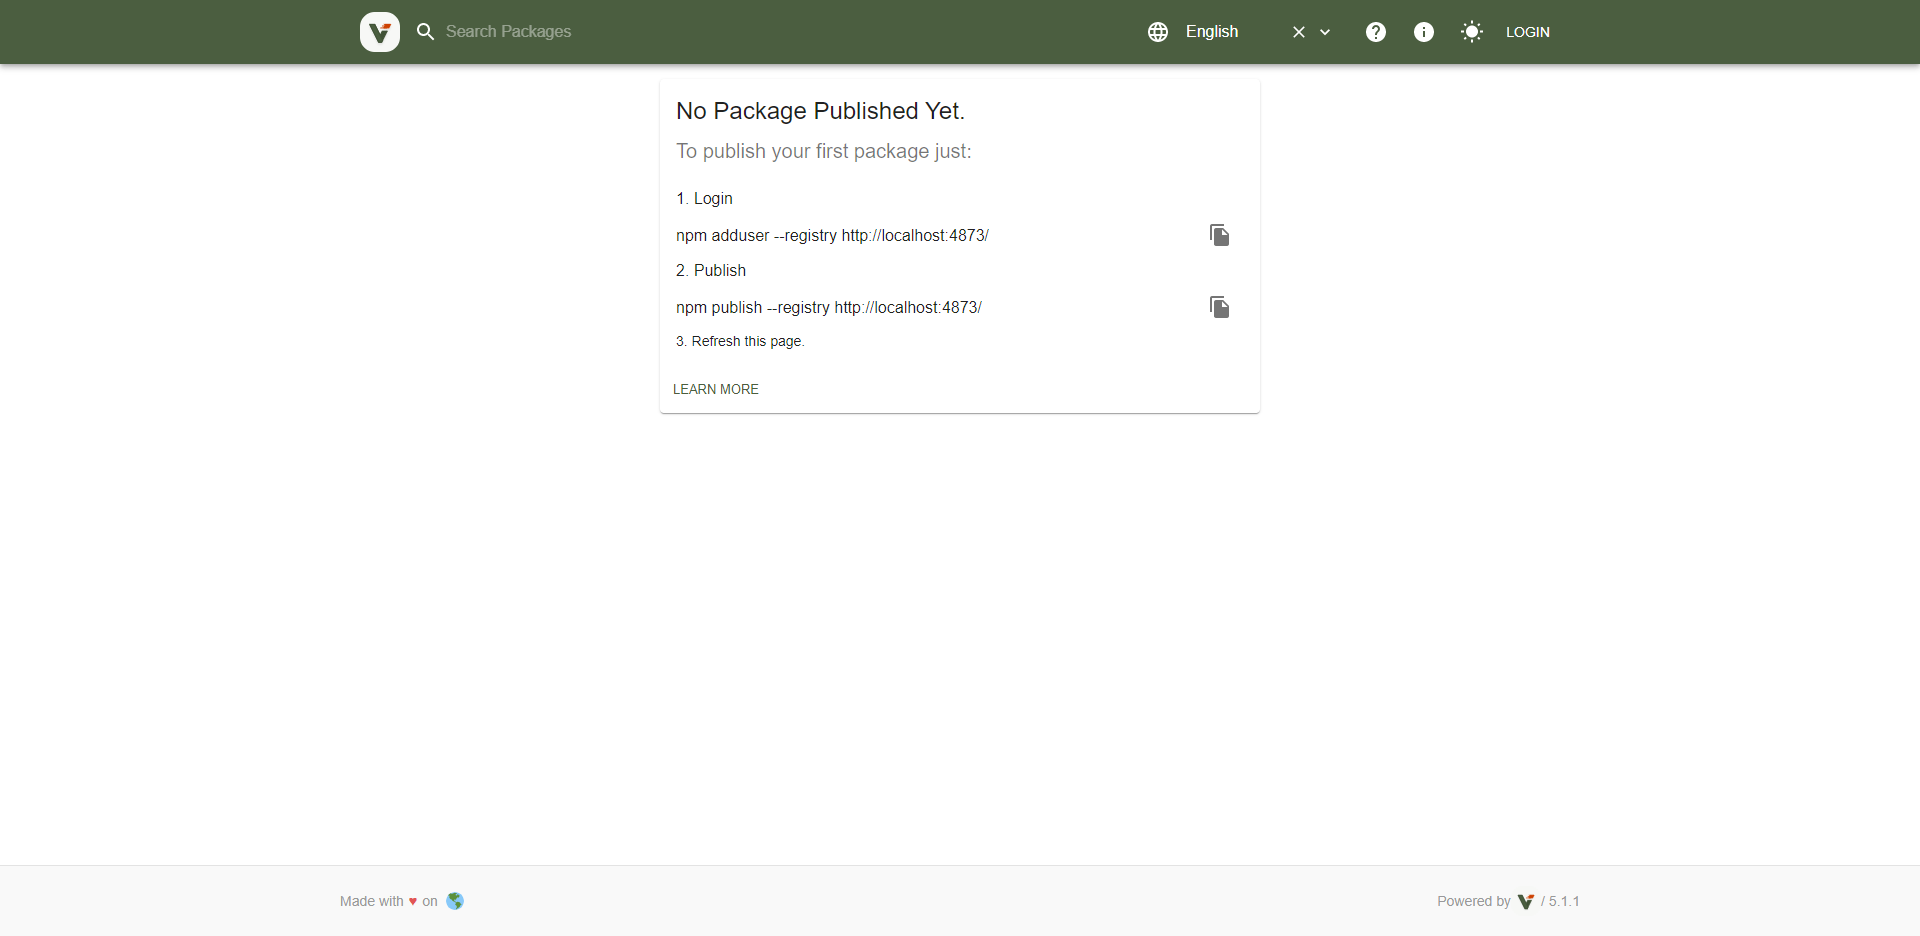 Search Packages English LOGIN
No Package Published Yet.
To publish your first package just:
1. Login
npm adduser --registry http://localhost:4873/
2. Publish
npm publish --registry http://localhost:4873/
3. Refresh this page.
LEARN MORE
Made with ♥ on Powered by / 5.1.1